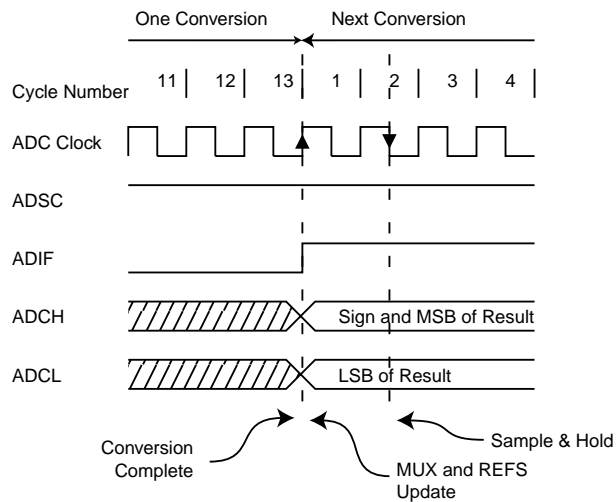 One Conversion Next Conversion
Cycle Number 11 12 13 1 2 3 4
ADC Clock
ADSC
ADIF
ADCH Sign and MSB of Result
ADCL LSB of Result
Conversion
Complete
MUX and REFS
Update
Sample & Hold